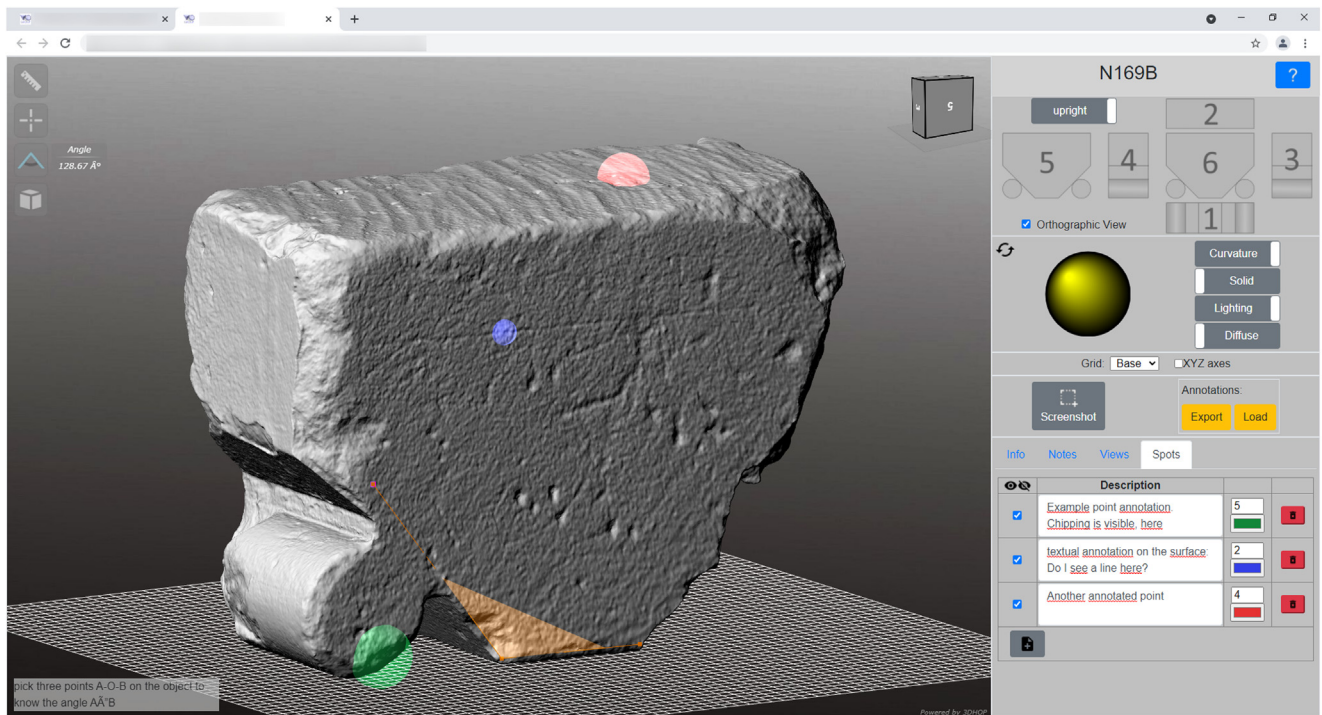 N169B
?
Angle
128.67 Âº
5
upright
2
5
4
6
3
1
Orthographic View
Curvature
Solid
Lighting
Diffuse
Grid:
Base
XYZ axes
Screenshot
Annotations:
Export
Load
Info
Notes
Views
Spots
Description
Example point annotation.
Chipping is visible, here
5
textual annotation on the surface:
Do I see a line here?
2
Another annotated point
4
pick three points A-O-B on the object to
know the angle AÂ°B
Powered by 3DHOP